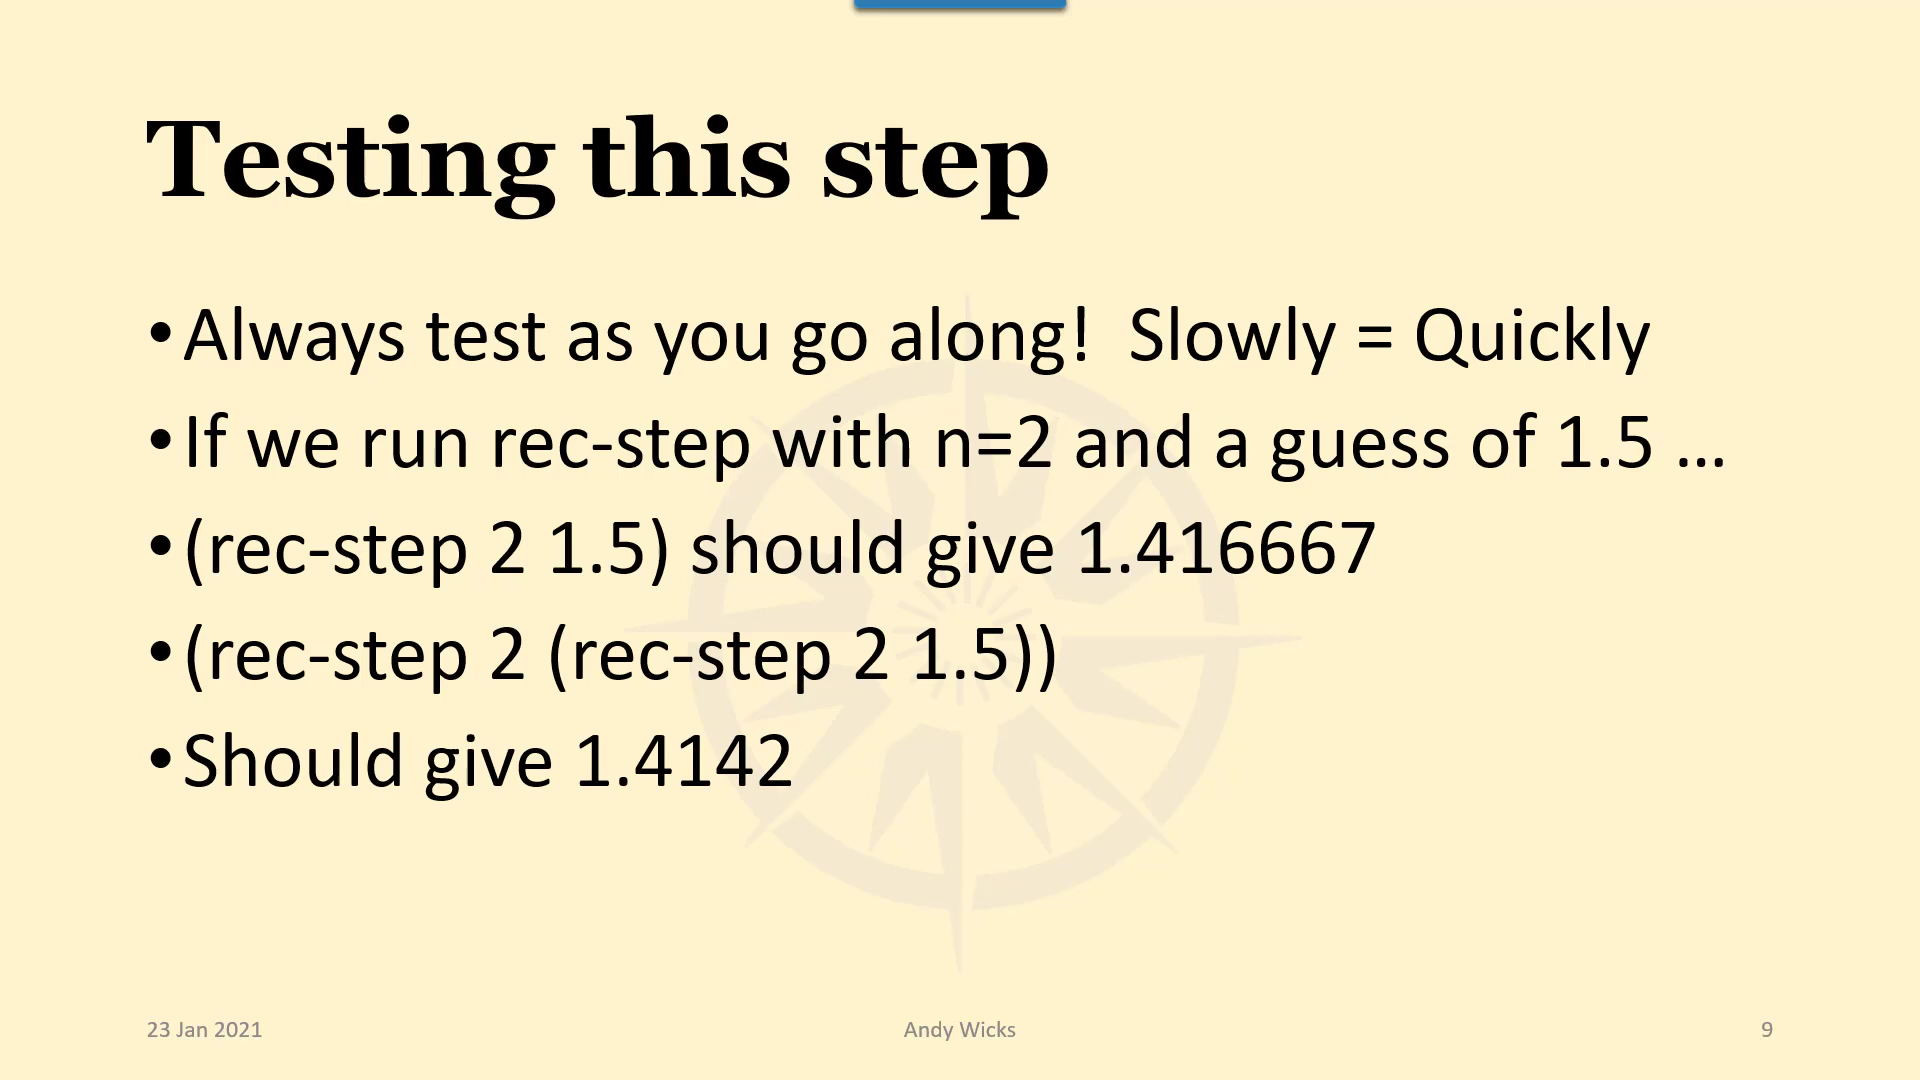 Testing this step
•Always test as you go along!  Slowly = Quickly
•If we run rec-step with n=2 and a guess of 1.5 …
•(rec-step 2 1.5) should give 1.416667
•(rec-step 2 (rec-step 2 1.5))
•Should give 1.4142
23 Jan 2021
Andy Wicks
9